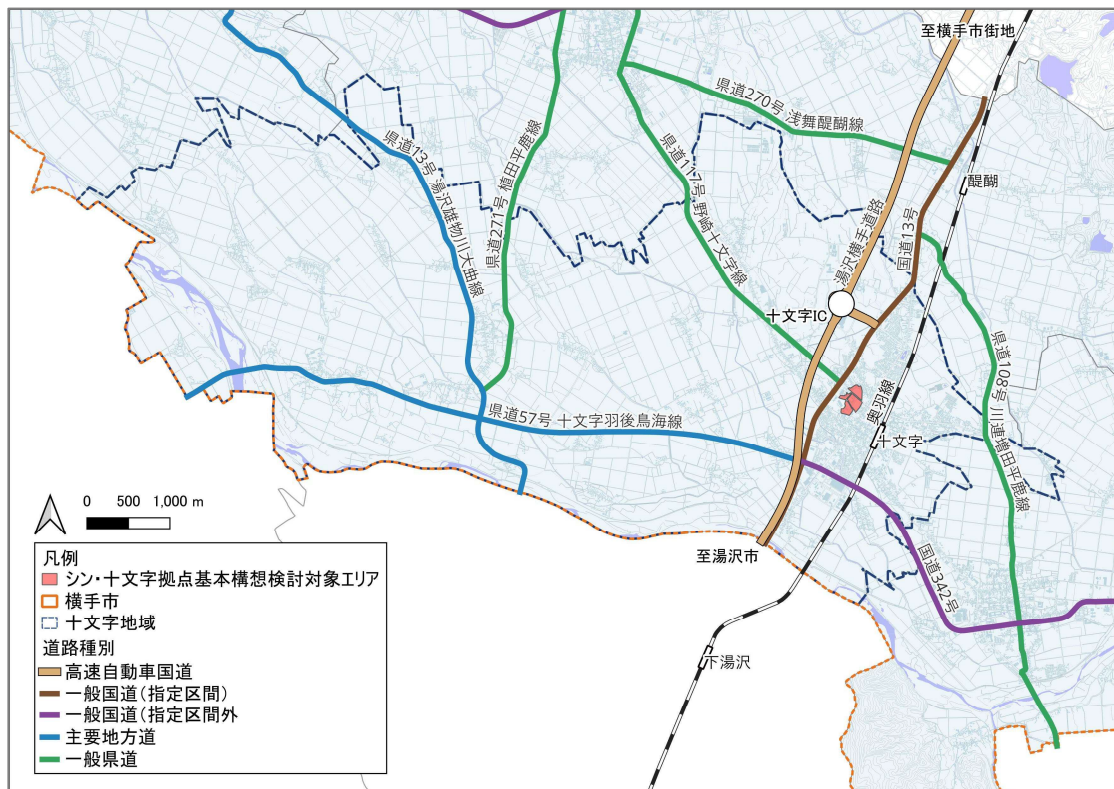 至横手市街地
県道270号 浅舞醍醐線
県道13号 湯沢雄物川大曲線
県道271号 植田平鹿線
県道117号 野崎十文字線
醍醐
湯沢横手道路
国道13号
十文字IC
県道108号 川連増田平鹿線
奥羽線
県道57号 十文字羽後鳥海線
十文字
0 500 1,000 m
至湯沢市
国道342号
下湯沢
凡例
シン・十文字拠点基本構想検討対象エリア
横手市
十文字地域
道路種別
高速自動車国道
一般国道(指定区間)
一般国道(指定区間外
主要地方道
一般県道